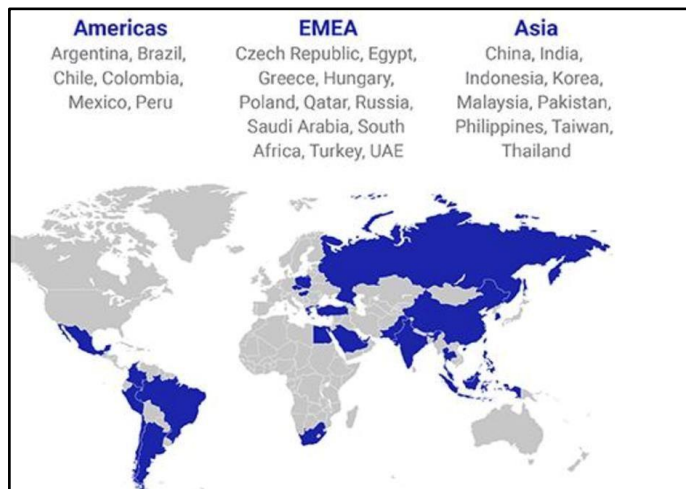 Americas
Argentina, Brazil,
Chile, Colombia,
Mexico, Peru
EMEA
Czech Republic, Egypt,
Greece, Hungary,
Poland, Qatar, Russia,
Saudi Arabia, South
Africa, Turkey, UAE
Asia
China, India,
Indonesia, Korea,
Malaysia, Pakistan,
Philippines, Taiwan,
Thailand